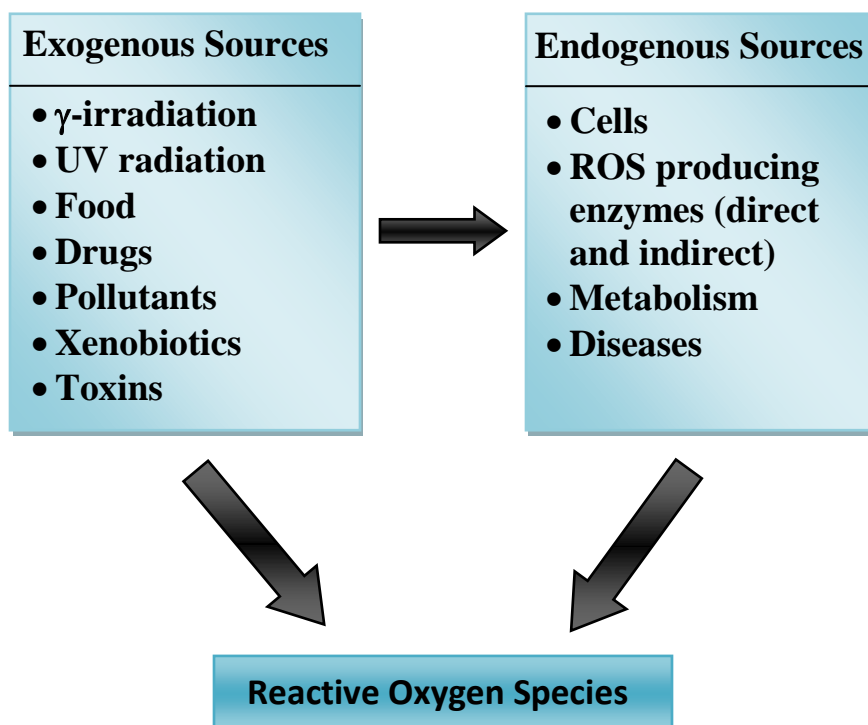 Exogenous Sources
• γ-irradiation
• UV radiation
• Food
• Drugs
• Pollutants
• Xenobiotics
• Toxins
Endogenous Sources
• Cells
• ROS producing
enzymes (direct
and indirect)
• Metabolism
• Diseases
Reactive Oxygen Species